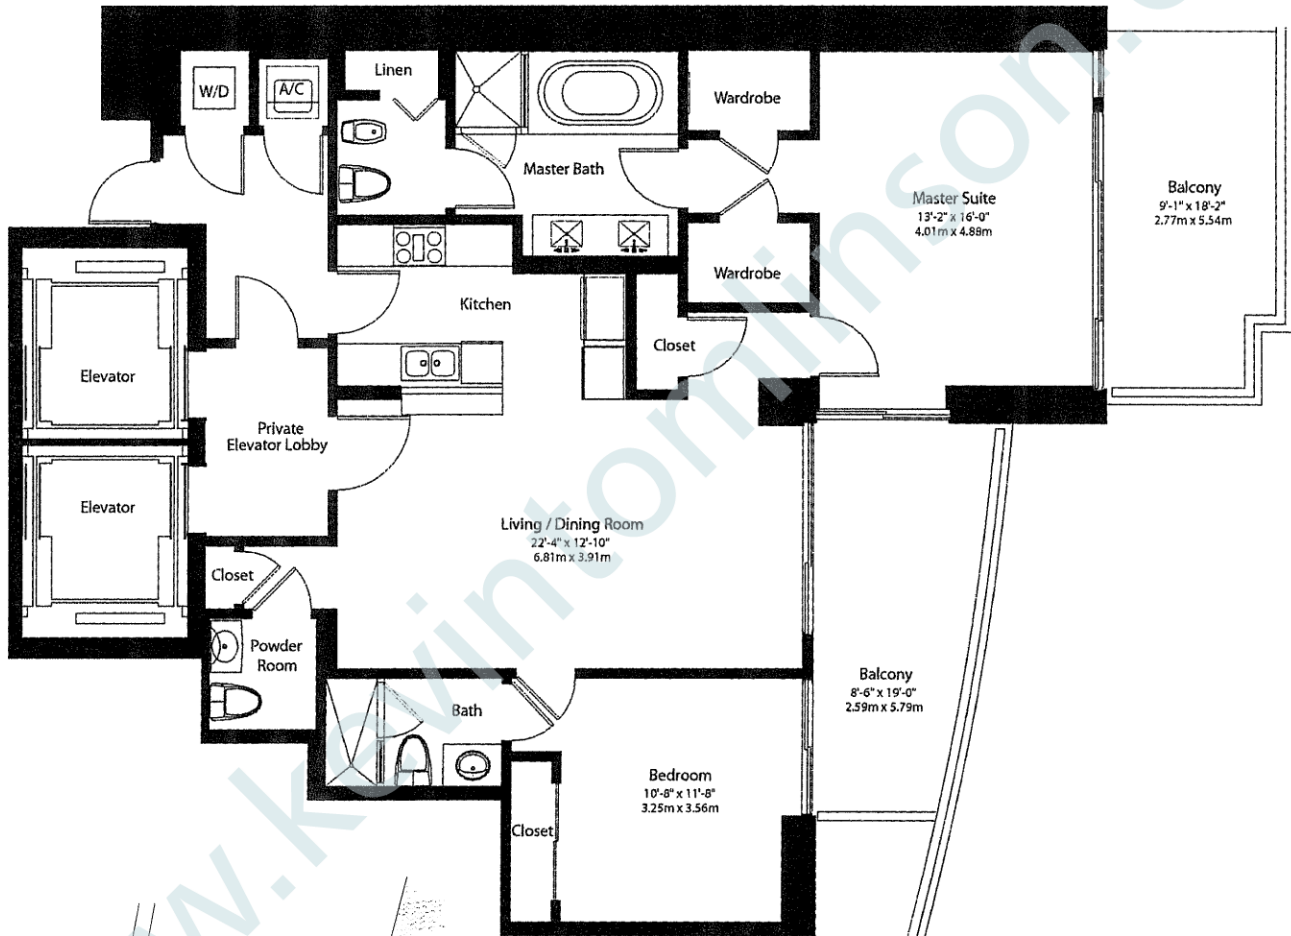 Linen
W/D
A/C
Wardrobe
Master Bath
Master Suite
13'-2" x 16'-0"
4.01m x 4.88m
Balcony
9'-1" x 18'-2"
2.77m x 5.54m
Wardrobe
Kitchen
Closet
Elevator
Private
Elevator Lobby
Elevator
Living / Dining Room
22'-4" x 12'-10"
6.81m x 3.91m
Closet
Powder
Room
Bath
Balcony
8'-6" x 19'-0"
2.59m x 5.79m
Bedroom
10'-8" x 11'-8"
3.25m x 3.56m
Closet
w.kevintomlinson.c